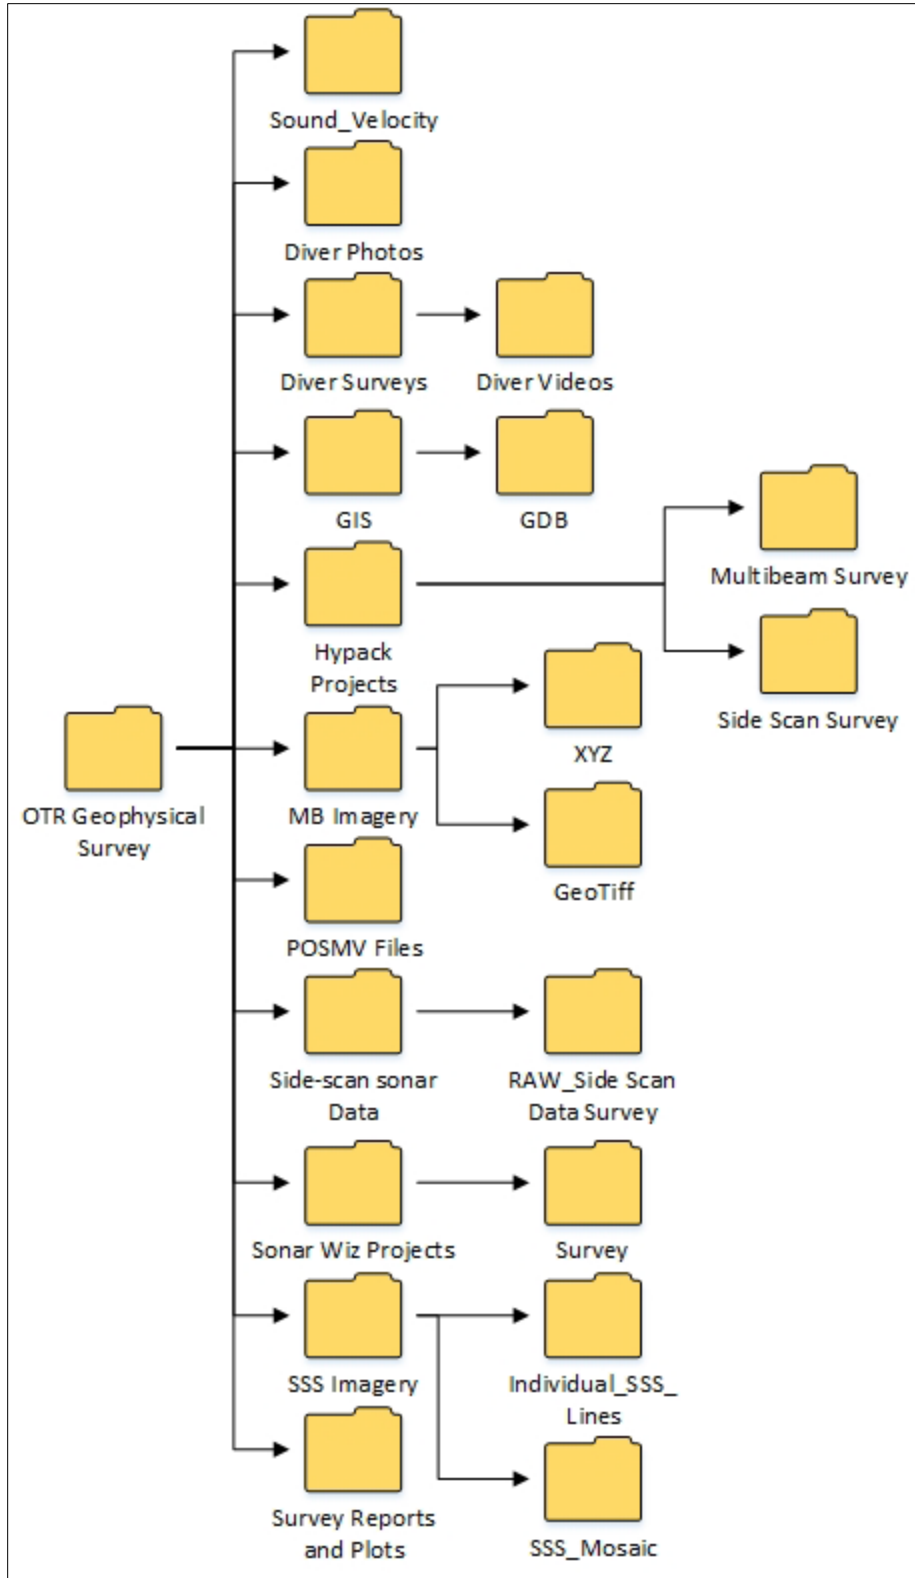 Sound_Velocity
Diver Photos
Diver Surveys
Diver Videos
GIS
GDB
Multibeam Survey
Hypack
Projects
Side Scan Survey
XYZ
OTR Geophysical
Survey
MB Imagery
GeoTiff
POSMV Files
Side-scan sonar
Data
RAW_Side Scan
Data Survey
Sonar Wiz Projects
Survey
SSS Imagery
Individual_SSS_
Lines
Survey Reports
and Plots
SSS_Mosaic